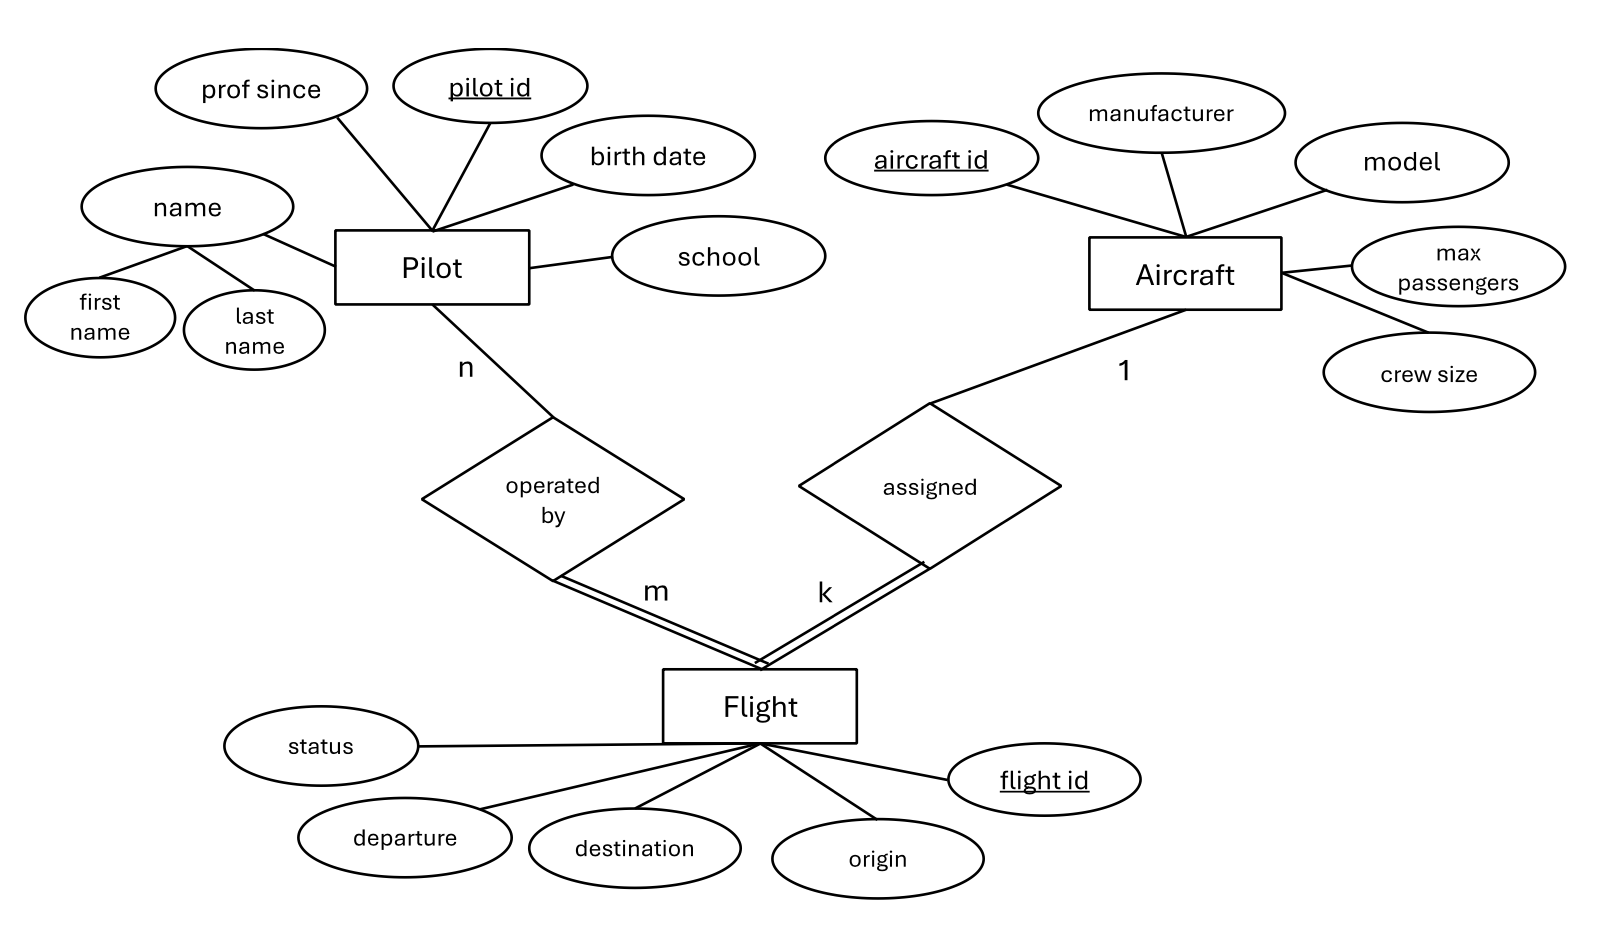 prof since
pilot id
birth date
name
school
first
name
last
name
Pilot
aircraft id
manufacturer
model
max
passengers
crew size
Aircraft
n
1
operated
by
assigned
m
k
Flight
status
departure
destination
origin
flight id